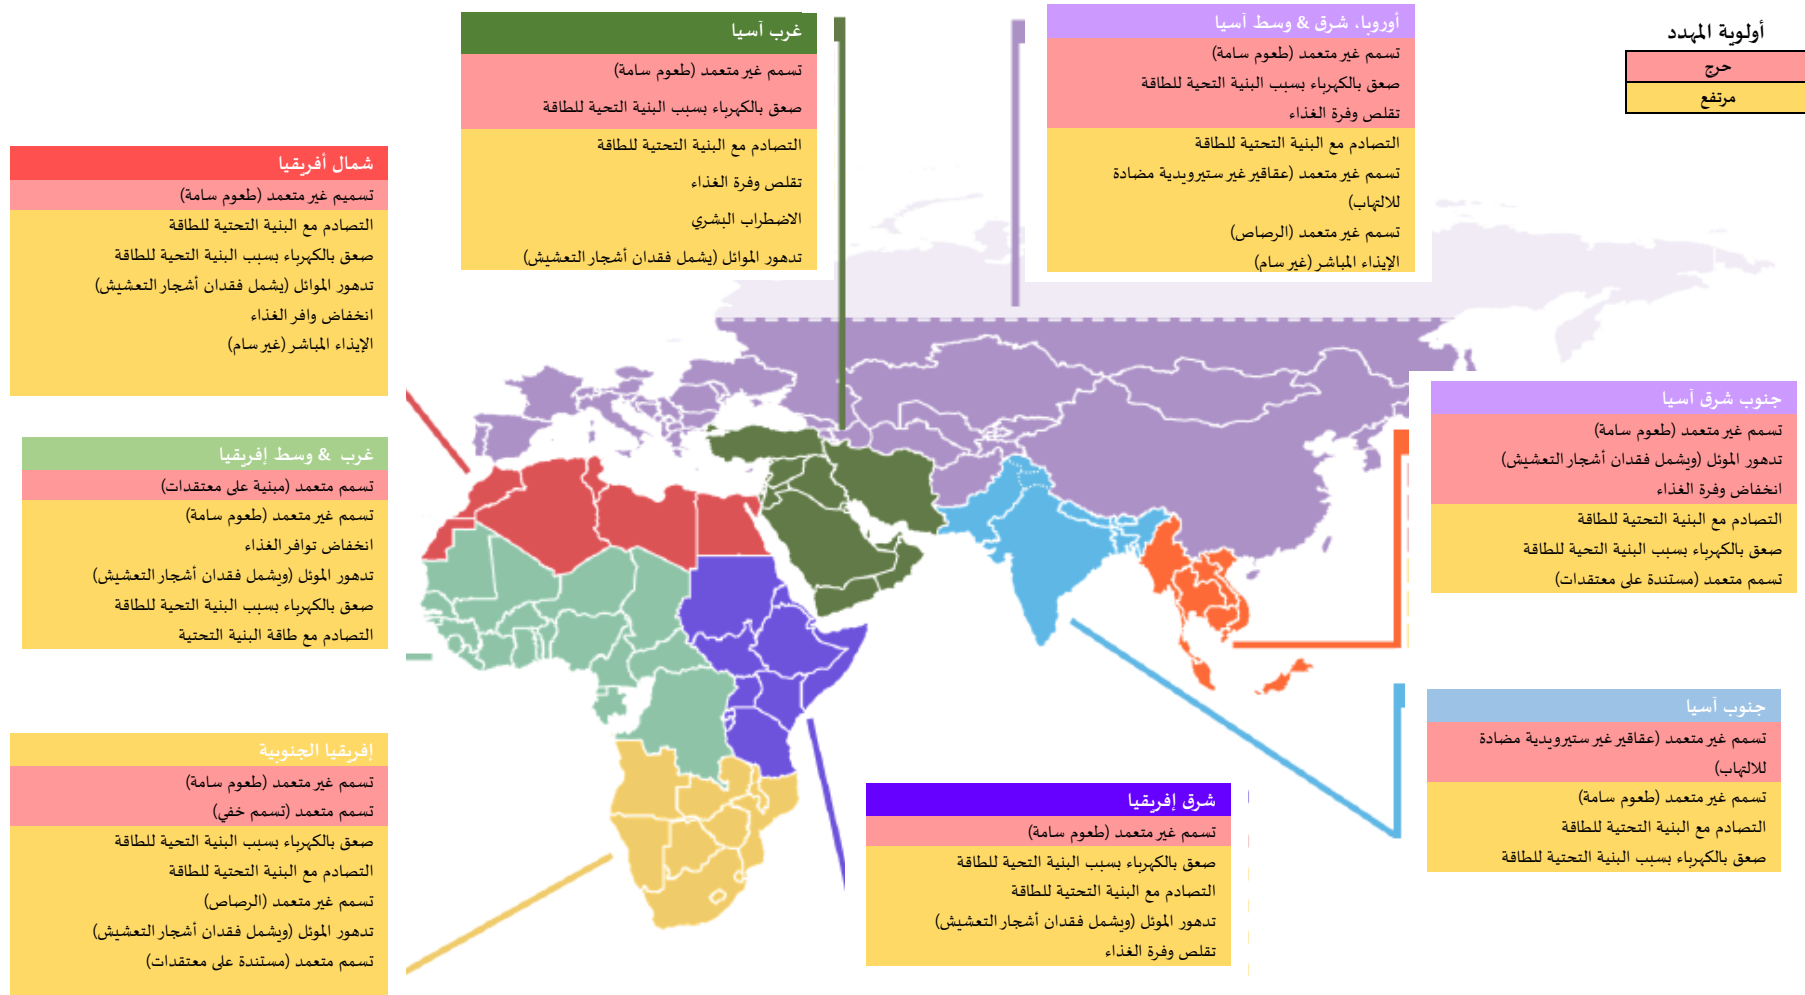 أولوية المهدد
حرج
مرتفع
أوروبا، شرق & وسط آسيا
تسمم غير متعمد (طعوم سامة)
صعق بالكهرباء بسبب البنية التحية للطاقة
تقلص وفرة الغذاء
التصادم مع البنية التحتية للطاقة
تسمم غير متعمد (عقاقير غير ستيرويدية مضادة
للالتهاب)
تسمم غير متعمد (الرصاص)
الإيذاء المباشر (غير سام)
غرب آسيا
تسمم غير متعمد (طعوم سامة)
صعق بالكهرباء بسبب البنية التحية للطاقة
التصادم مع البنية التحتية للطاقة
تقلص وفرة الغذاء
الاضطراب البشري
تدهور الموائل (يشمل فقدان أشجار التعشيش)
شمال أفريقيا
تسميم غير متعمد (طعوم سامة)
التصادم مع البنية التحتية للطاقة
صعق بالكهرباء بسبب البنية التحية للطاقة
تدهور الموائل (يشمل فقدان أشجار التعشيش)
انخفاض وافر الغذاء
الإيذاء المباشر (غير سام)
جنوب شرق آسيا
تسمم غير متعمد (طعوم سامة)
تدهور الموئل (ويشمل فقدان أشجار التعشيش)
انخفاض وفرة الغذاء
التصادم مع البنية التحتية للطاقة
صعق بالكهرباء بسبب البنية التحية للطاقة
تسمم متعمد (مستندة على معتقدات)
غرب & وسط إفريقيا
تسمم متعمد (مبنية على معتقدات)
تسمم غير متعمد (طعوم سامة)
انخفاض توافر الغذاء
تدهور الموئل (ويشمل فقدان أشجار التعشيش)
صعق بالكهرباء بسبب البنية التحية للطاقة
التصادم مع طاقة البنية التحتية
جنوب آسيا
تسمم غير متعمد (عقاقير غير ستيرويدية مضادة
للالتهاب)
تسمم غير متعمد (طعوم سامة)
التصادم مع البنية التحتية للطاقة
صعق بالكهرباء بسبب البنية التحية للطاقة
إفريقيا الجنوبية
تسمم غير متعمد (طعوم سامة)
تسمم متعمد (تسمم خفي)
صعق بالكهرباء بسبب البنية التحية للطاقة
التصادم مع البنية التحتية للطاقة
تسمم غير متعمد (الرصاص)
تدهور الموئل (ويشمل فقدان أشجار التعشيش)
تسمم متعمد (مستندة على معتقدات)
شرق إفريقيا
تسمم غير متعمد (طعوم سامة)
صعق بالكهرباء بسبب البنية التحية للطاقة
التصادم مع البنية التحتية للطاقة
تدهور الموئل (ويشمل فقدان أشجار التعشيش)
تقلص وفرة الغذاء